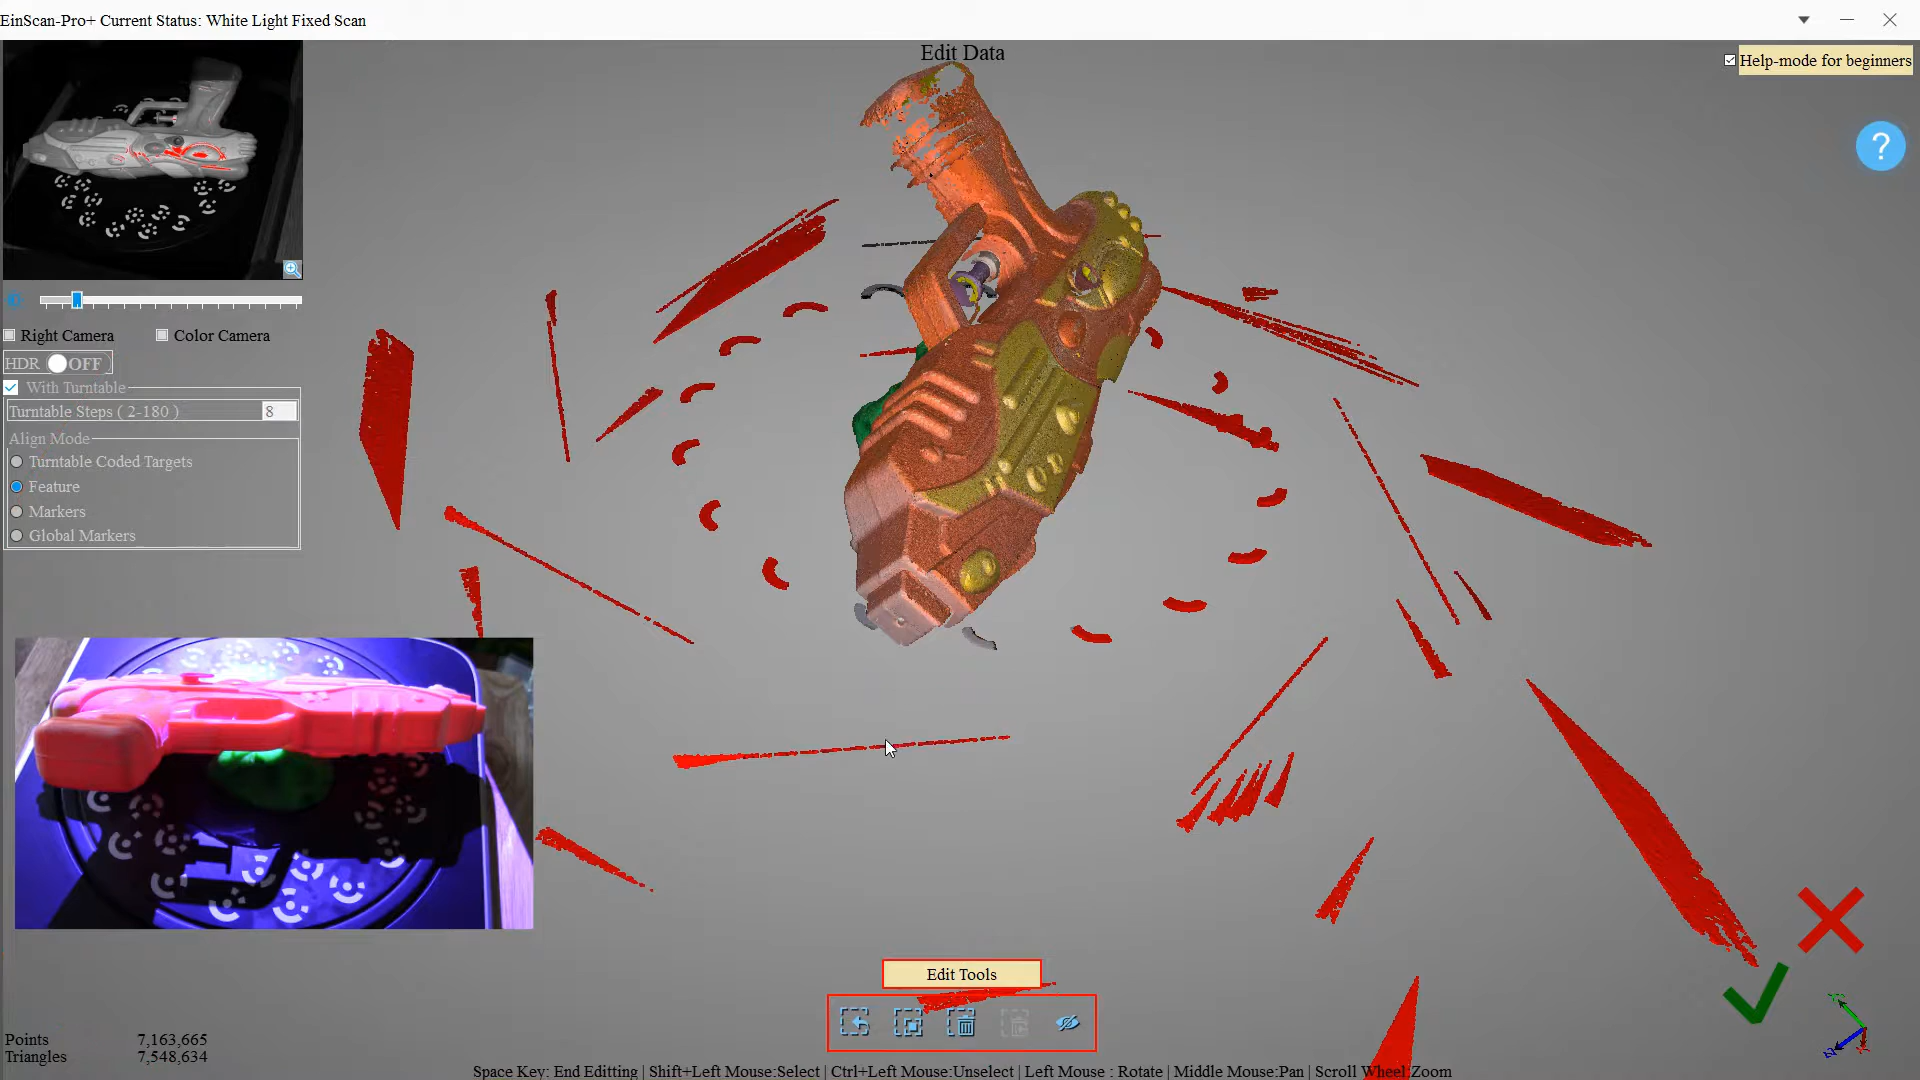 EinScan-Pro+ Current Status: White Light Fixed Scan
Edit Data
Help-mode for beginners
?
Right Camera
Color Camera
HDR
OFF
With Turntable
Turntable Steps ( 2-180 )
8
Align Mode
Turntable Coded Targets
Feature
Markers
Global Markers
Edit Tools
Points 7,163,665
Triangles 7,548,634
Space Key: End Editting | Shift+Left Mouse:Select | Ctrl+Left Mouse:Unselect | Left Mouse : Rotate | Middle Mouse:Pan | Scroll Wheel:Zoom